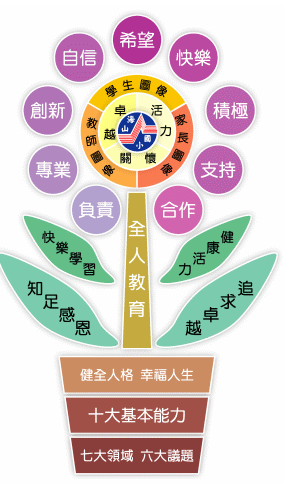 希望
自信
快樂
創新
積極
專業
支持
負責
合作
學生圖像
教師圖像
家長圖像
卓越
活力
關懷
海山國小
全人教育
快樂學習
健康活力
知足感恩
追求卓越
健全人格 幸福人生
十大基本能力
七大領域 六大議題